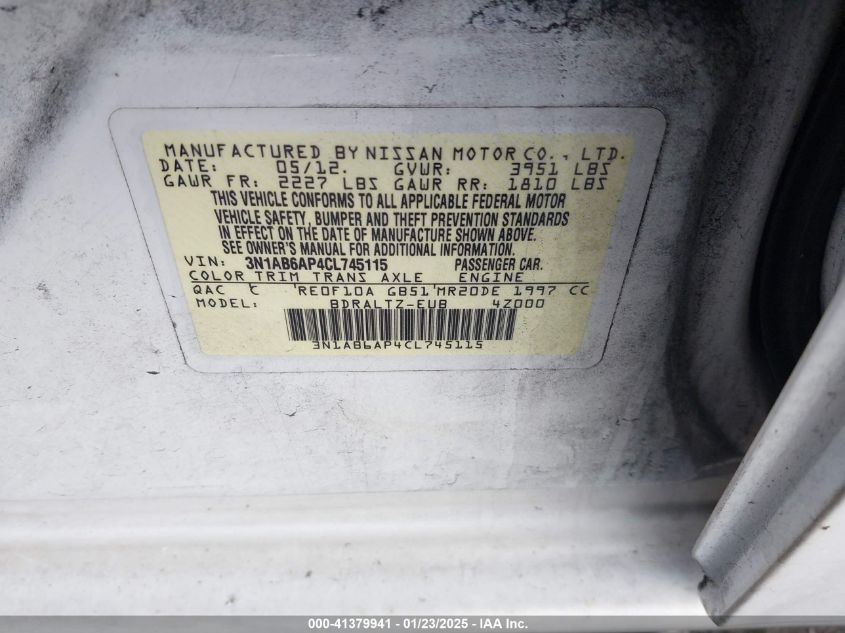 MANUFACTURED BY NISSAN MOTOR CO., LTD.
DATE: 05/12. GVWR: 3951 LBS
GAWR FR: 2227 LBS GAWR RR: 1810 LBS
THIS VEHICLE CONFORMS TO ALL APPLICABLE FEDERAL MOTOR
VEHICLE SAFETY, BUMPER AND THEFT PREVENTION STANDARDS
IN EFFECT ON THE DATE OF MANUFACTURE SHOWN ABOVE.
SEE OWNER'S MANUAL FOR ADDITIONAL INFORMATION.
VIN: 3N1AB6AP4CL745115 PASSENGER CAR.
COLOR TRIM TRANS AXLE ENGINE
QAC RE0F10A GB51 MR20DE 1997 CC
MODEL: BDRALTZ-EUB 4Z000
3N1AB6AP4CL745115
000-41379941 - 01/23/2025 - IAA Inc.